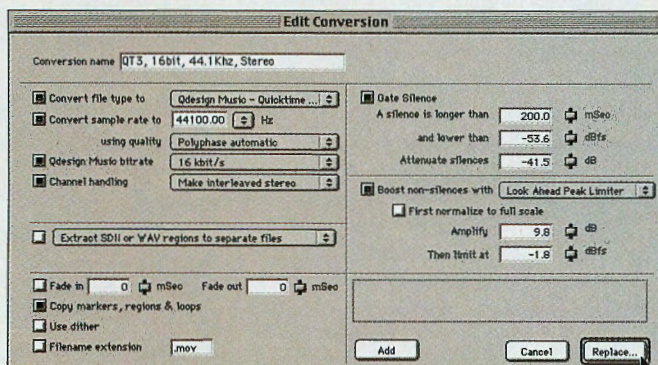 Edit Conversion
Conversion name QT3, 16bit, 44.1Khz, Stereo
Convert file type to Qdesign Music - Quicktime ...
Convert sample rate to 44100.00 Hz
using quality Polyphase automatic
Qdesign Music bitrate 16 kbit/s
Channel handling Make interleaved stereo
Extract SDII or WAV regions to separate files
Fade in 0 mSec Fade out 0 mSec
Copy markers, regions & loops
Use dither
Filename extension .mov
Gate Silence
A silence is longer than 200.0 mSec
and lower than -53.6 dBfs
Attenuate silences -41.5 dB
Boost non-silences with Look Ahead Peak Limiter
First normalize to full scale
Amplify 9.8 dB
Then limit at -1.8 dBfs
Add Cancel Replace...